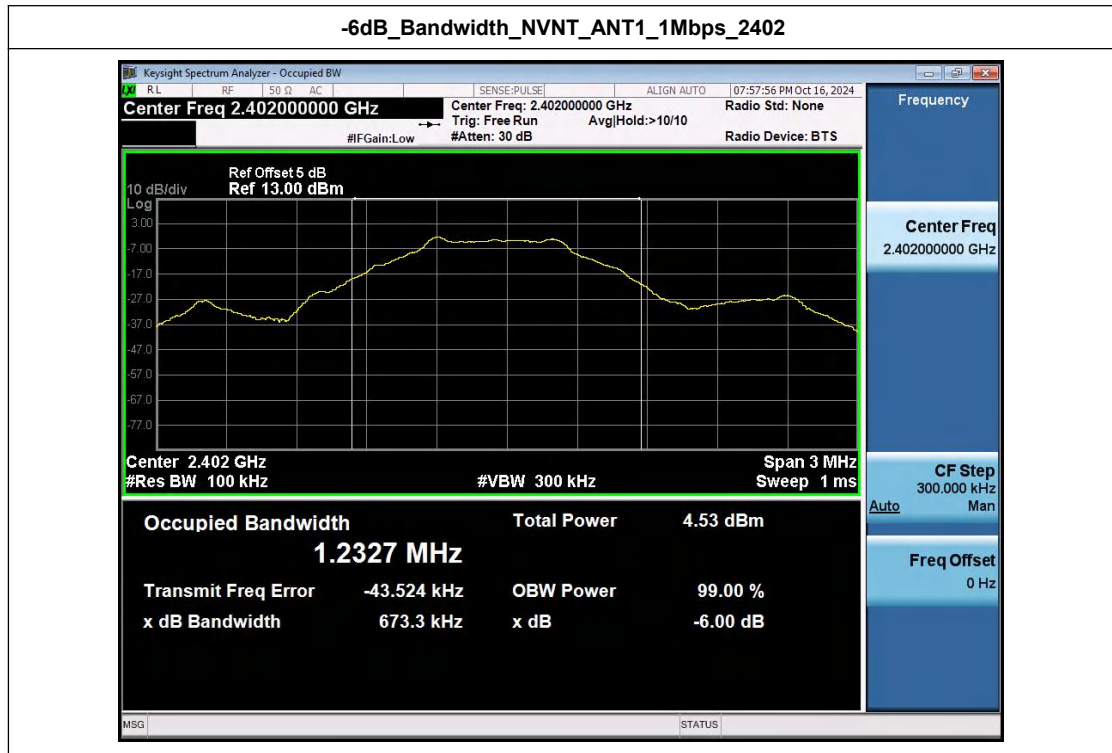 -6dB_Bandwidth_NVNT_ANT1_1Mbps_2402
Keysight Spectrum Analyzer - Occupied BW
LXI RL RF 50 Ω AC SENSE:PULSE ALIGN AUTO 07:57:56 PM Oct 16, 2024
Center Freq 2.402000000 GHz
Center Freq: 2.402000000 GHz Radio Std: None
Trig: Free Run Avg|Hold:>10/10
#IFGain:Low #Atten: 30 dB Radio Device: BTS
Ref Offset 5 dB
10 dB/div Ref 13.00 dBm
Log
3.00
-7.00
-17.0
-27.0
-37.0
-47.0
-57.0
-67.0
-77.0
Center 2.402 GHz Span 3 MHz
#Res BW 100 kHz #VBW 300 kHz Sweep 1 ms
Occupied Bandwidth Total Power 4.53 dBm
1.2327 MHz
Transmit Freq Error -43.524 kHz OBW Power 99.00 %
x dB Bandwidth 673.3 kHz x dB -6.00 dB
Frequency
Center Freq
2.402000000 GHz
CF Step
300.000 kHz
Auto Man
Freq Offset
0 Hz
MSG STATUS